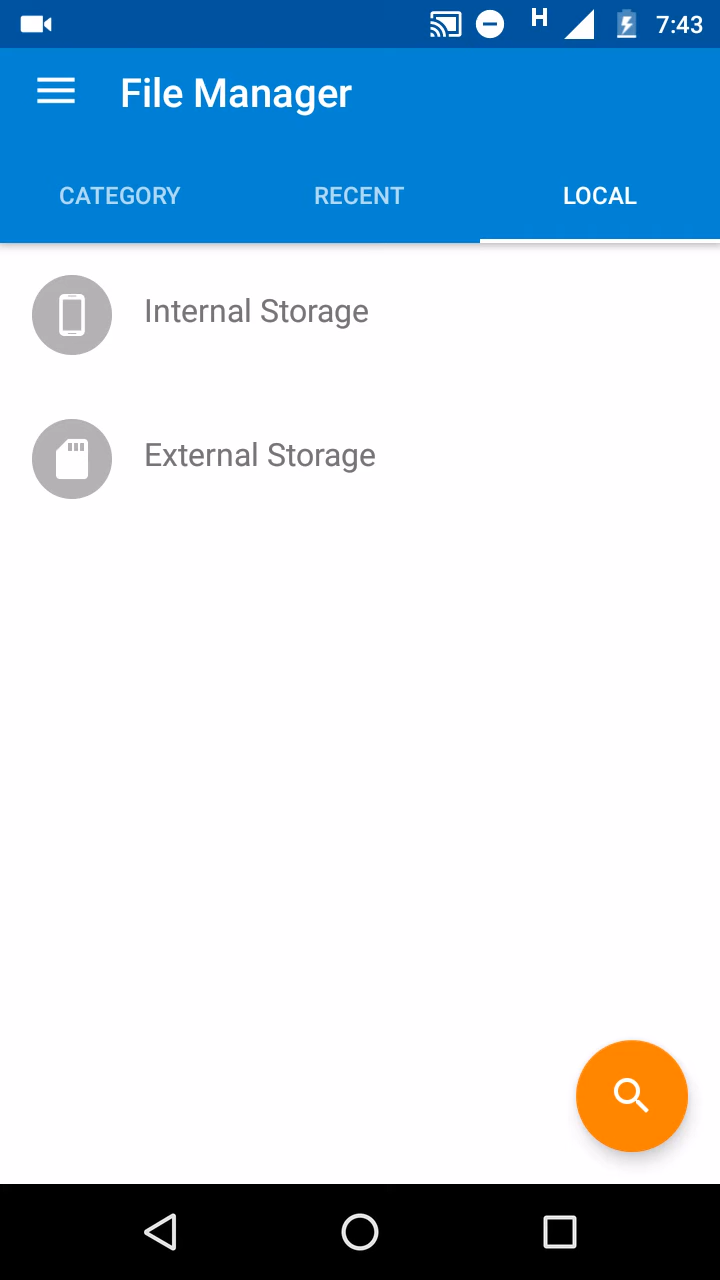 H 7:43
File Manager
CATEGORY RECENT LOCAL
Internal Storage
External Storage